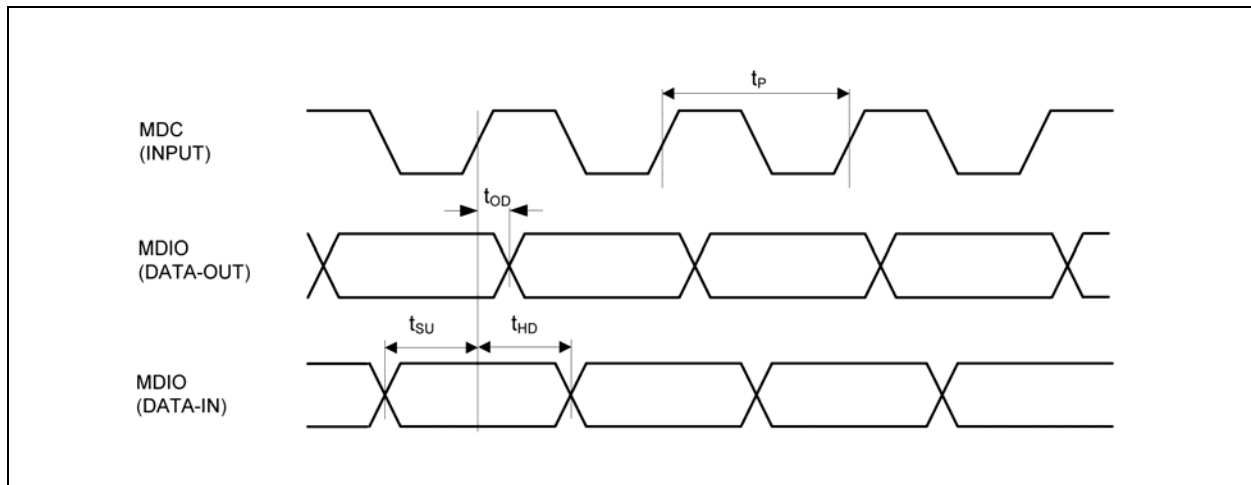 tP
MDC
(INPUT)
tOD
MDIO
(DATA-OUT)
tSU
tHD
MDIO
(DATA-IN)